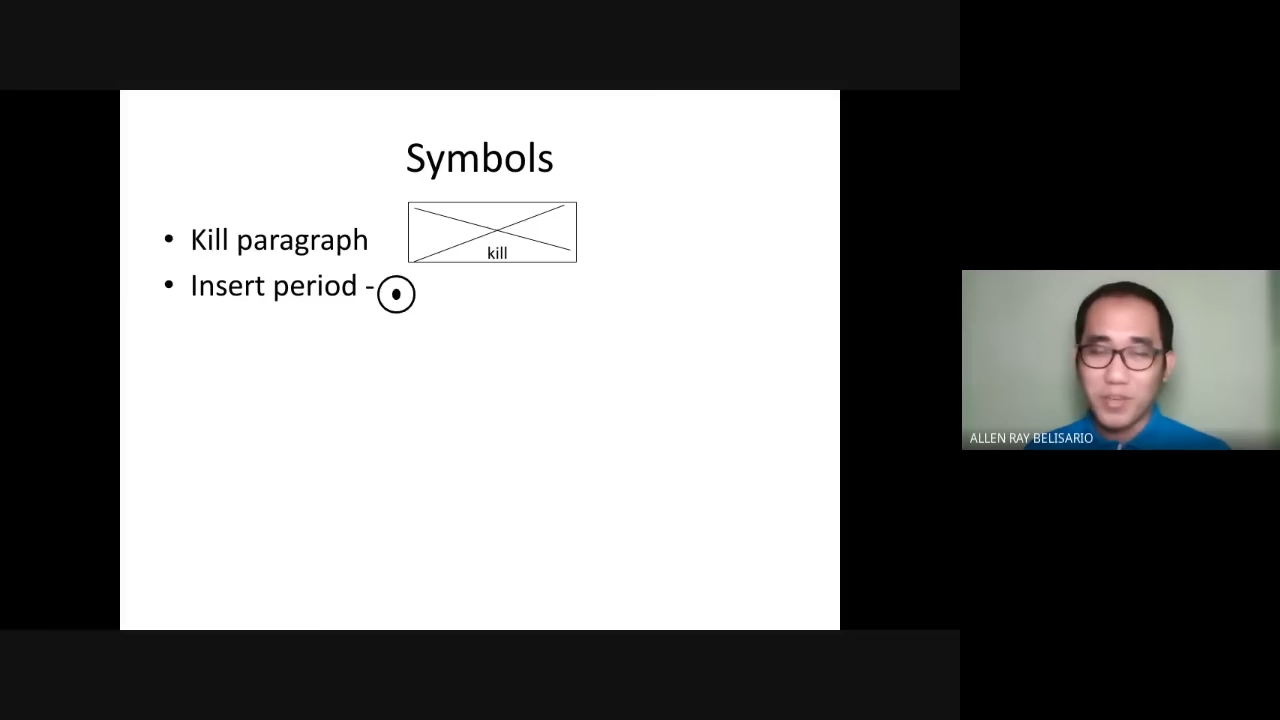 Symbols
• Kill paragraph
kill
• Insert period -
ALLEN RAY BELISARIO